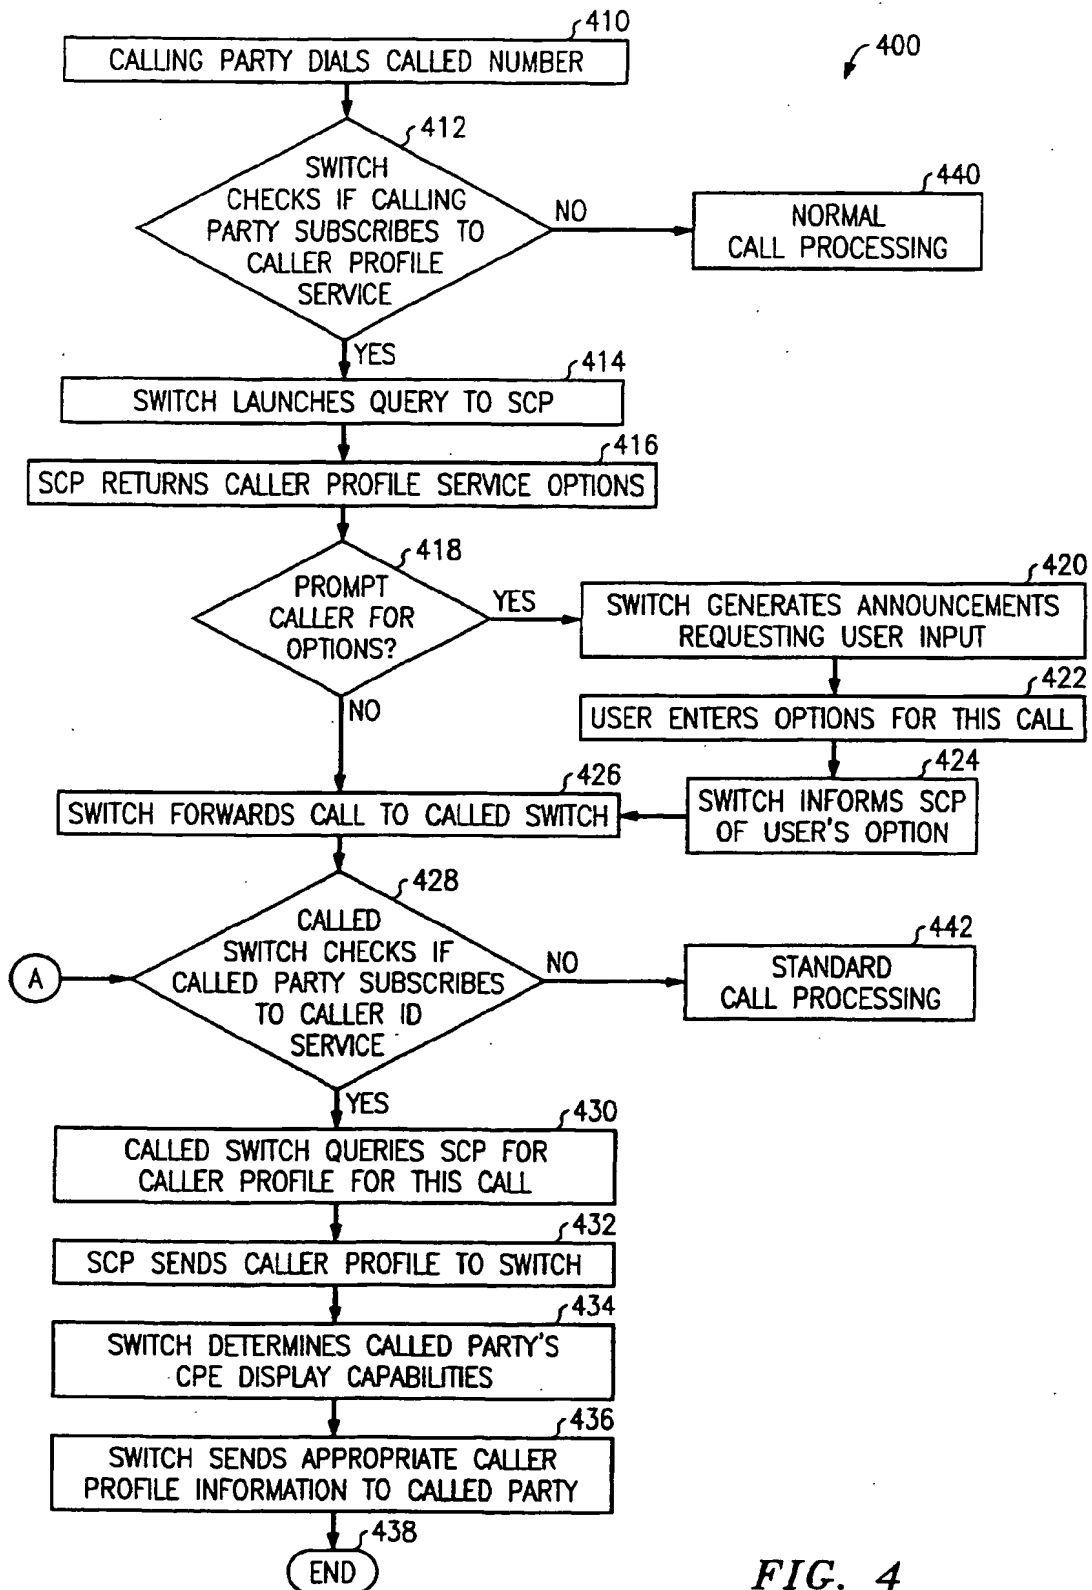 410
CALLING PARTY DIALS CALLED NUMBER
400
412
SWITCH
CHECKS IF CALLING
PARTY SUBSCRIBES TO
CALLER PROFILE
SERVICE
NO
440
NORMAL
CALL PROCESSING
YES
414
SWITCH LAUNCHES QUERY TO SCP
416
SCP RETURNS CALLER PROFILE SERVICE OPTIONS
418
PROMPT
CALLER FOR
OPTIONS?
YES
420
SWITCH GENERATES ANNOUNCEMENTS
REQUESTING USER INPUT
422
USER ENTERS OPTIONS FOR THIS CALL
424
SWITCH INFORMS SCP
OF USER'S OPTION
NO
426
SWITCH FORWARDS CALL TO CALLED SWITCH
428
CALLED
SWITCH CHECKS IF
CALLED PARTY SUBSCRIBES
TO CALLER ID
SERVICE
A
NO
442
STANDARD
CALL PROCESSING
YES
430
CALLED SWITCH QUERIES SCP FOR
CALLER PROFILE FOR THIS CALL
432
SCP SENDS CALLER PROFILE TO SWITCH
434
SWITCH DETERMINES CALLED PARTY'S
CPE DISPLAY CAPABILITIES
436
SWITCH SENDS APPROPRIATE CALLER
PROFILE INFORMATION TO CALLED PARTY
438
END
FIG. 4